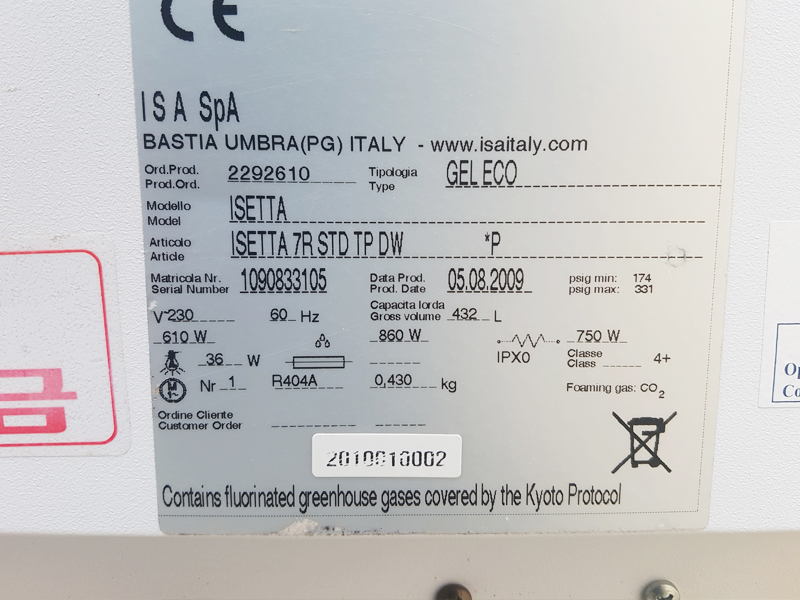 CE
ISA SpA
BASTIA UMBRA(PG) ITALY - www.isaitaly.com
Ord.Prod. 2292610 Tipologia GEL ECO
Prod.Ord. Type
Modello ISETTA
Model
Articolo ISETTA 7R STD TP DW *P
Article
Matricola Nr. 1090833105 Data Prod. 05.08.2009 psig min: 174
Serial Number Prod. Date psig max: 331
V~230 60 Hz Capacita lorda 432 L
Gross volume
610 W 860 W 750 W
36 W IPX0 Classe 4+
Class
Nr 1 R404A 0,430 kg Foaming gas: CO2
Ordine Cliente
Customer Order
2010010002
Contains fluorinated greenhouse gases covered by the Kyoto Protocol
금
Op
Co